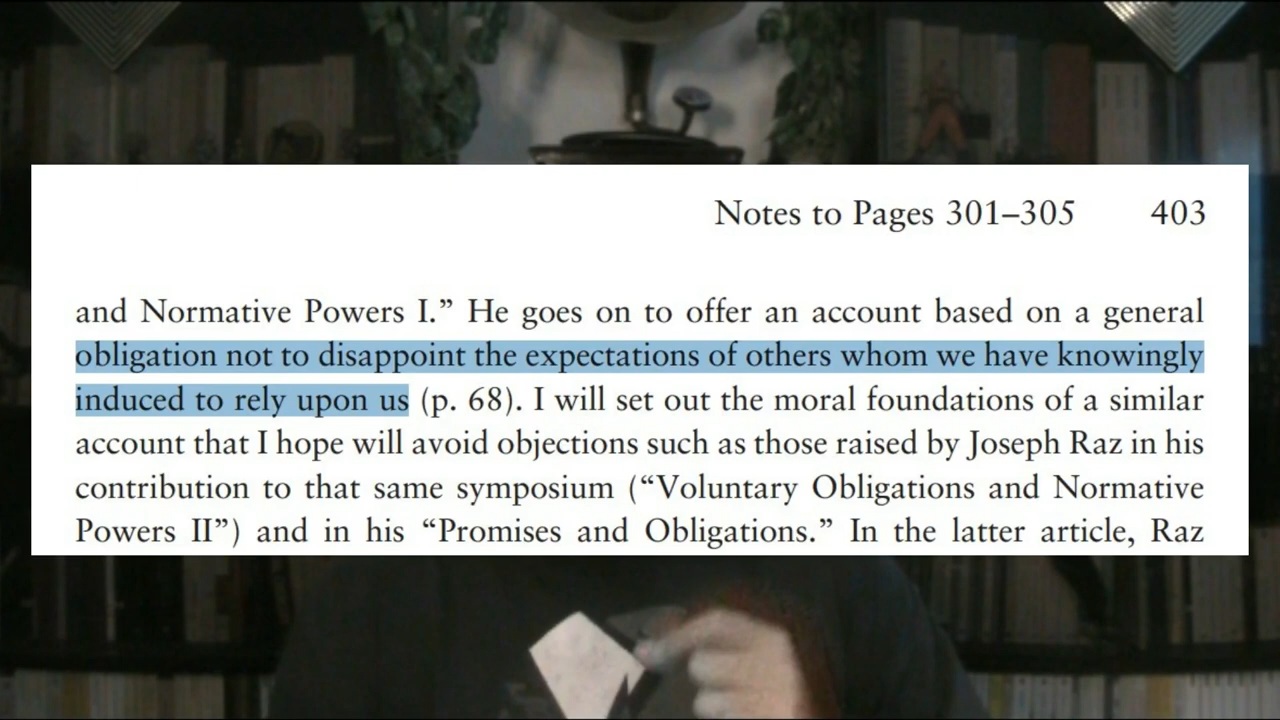 Notes to Pages 301–305 403
and Normative Powers I.” He goes on to offer an account based on a general
obligation not to disappoint the expectations of others whom we have knowingly
induced to rely upon us (p. 68). I will set out the moral foundations of a similar
account that I hope will avoid objections such as those raised by Joseph Raz in his
contribution to that same symposium (“Voluntary Obligations and Normative
Powers II”) and in his “Promises and Obligations.” In the latter article, Raz